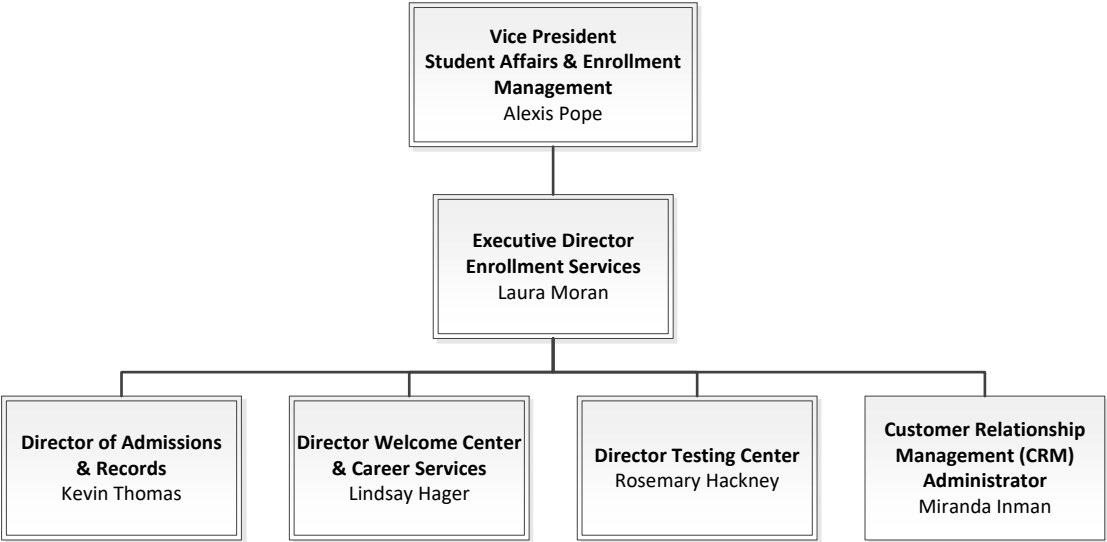 Vice President
Student Affairs & Enrollment
Management
Alexis Pope
Executive Director
Enrollment Services
Laura Moran
Director of Admissions
& Records
Kevin Thomas
Director Welcome Center
& Career Services
Lindsay Hager
Director Testing Center
Rosemary Hackney
Customer Relationship
Management (CRM)
Administrator
Miranda Inman